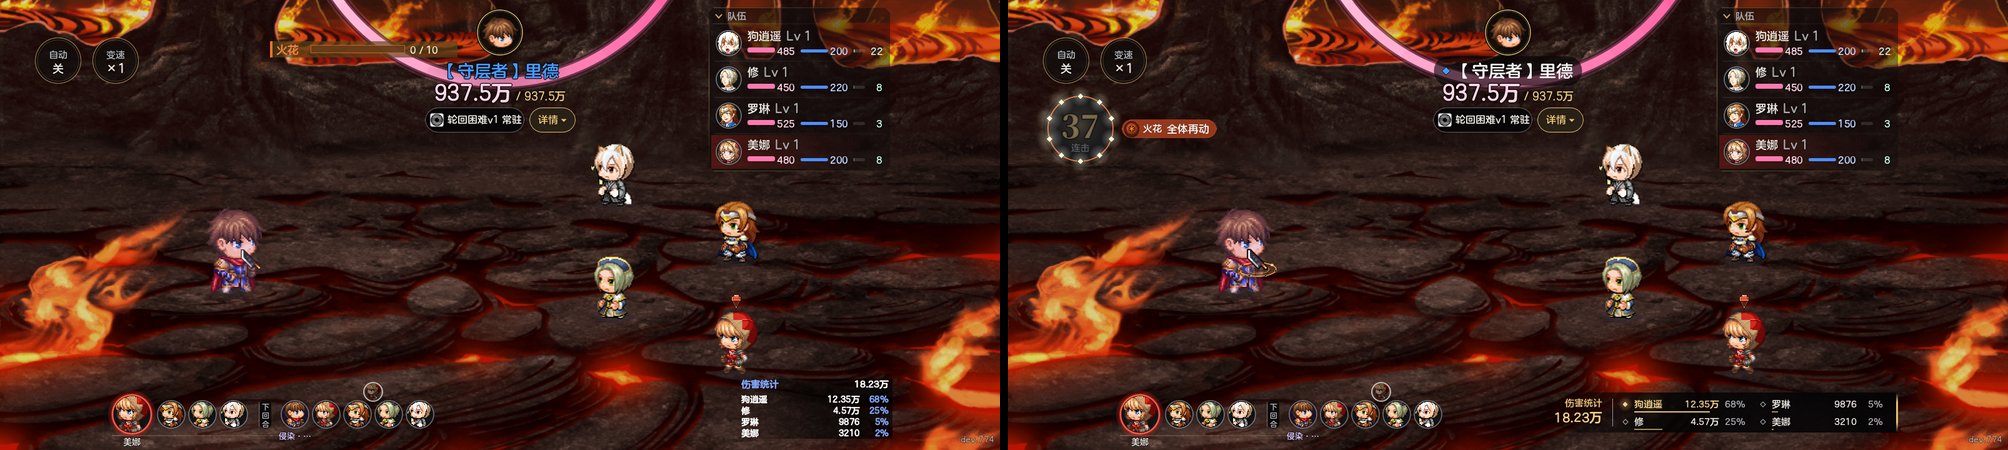 自动
关
变速
×1
火花
0 / 10
【守层者】里德
937.5万 / 937.5万
轮回困难v1 常驻
详情
队伍
狗逍遥 Lv 1
485 200 22
修 Lv 1
450 220 8
罗琳 Lv 1
525 150 3
美娜 Lv 1
480 200 8
伤害统计 18.23万
狗逍遥 12.35万 68%
修 4.57万 25%
罗琳 9876 5%
美娜 3210 2%
美娜
下回合
侵染·…
dev.774
自动
关
变速
×1
37
连击
火花 全体再动
【守层者】里德
937.5万 / 937.5万
轮回困难v1 常驻
详情
队伍
狗逍遥 Lv 1
485 200 22
修 Lv 1
450 220 8
罗琳 Lv 1
525 150 3
美娜 Lv 1
480 200 8
伤害统计
18.23万
狗逍遥 12.35万 68%
罗琳 9876 5%
修 4.57万 25%
美娜 3210 2%
美娜
下回合
侵染·…
dev.774